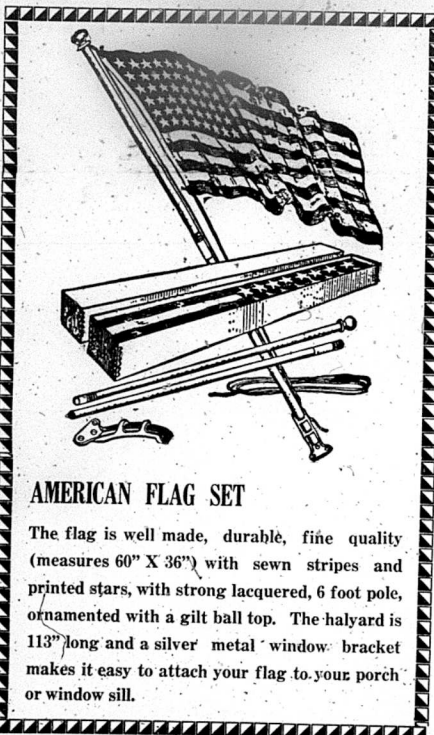 AMERICAN FLAG SET
The flag is well made, durable, fine quality
(measures 60” X 36”) with sewn stripes and
printed stars, with strong lacquered, 6 foot pole,
ornamented with a gilt ball top. The halyard is
113” long and a silver metal window bracket
makes it easy to attach your flag to your porch
or window sill.